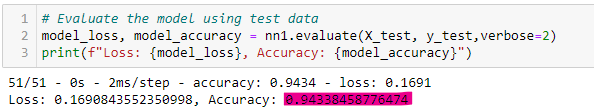 1 # Evaluate the model using test data
2 model_loss, model_accuracy = nn1.evaluate(X_test, y_test,verbose=2)
3 print(f"Loss: {model_loss}, Accuracy: {model_accuracy}")
51/51 - 0s - 2ms/step - accuracy: 0.9434 - loss: 0.1691
Loss: 0.1690843552350998, Accuracy: 0.94338458776474